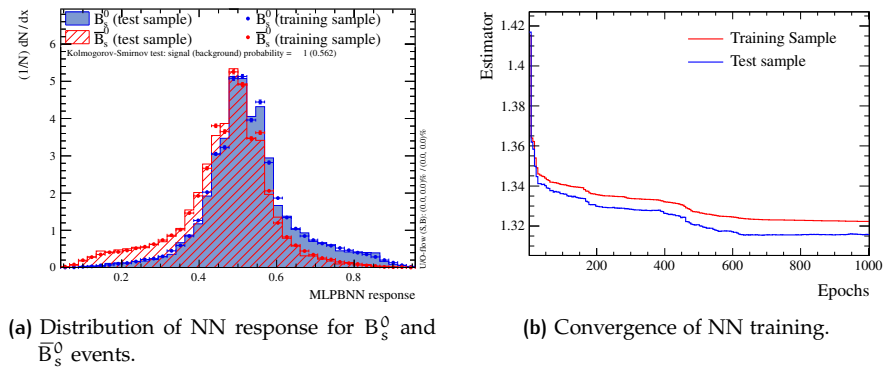 B⁰ₛ (test sample) B⁰ₛ (training sample)
B̅⁰ₛ (test sample) B̅⁰ₛ (training sample)
Kolmogorov-Smirnov test: signal (background) probability = 1 (0.562)
(1/N) dN / dx
6
5
4
3
2
1
0
0.2 0.4 0.6 0.8
MLPBNN response
U/O-flow (S,B): (0.0, 0.0)% / (0.0, 0.0)%
(a) Distribution of NN response for B⁰ₛ and
B̅⁰ₛ events.
Estimator
1.42
1.4
1.38
1.36
1.34
1.32
Training Sample
Test sample
200 400 600 800 1000
Epochs
(b) Convergence of NN training.